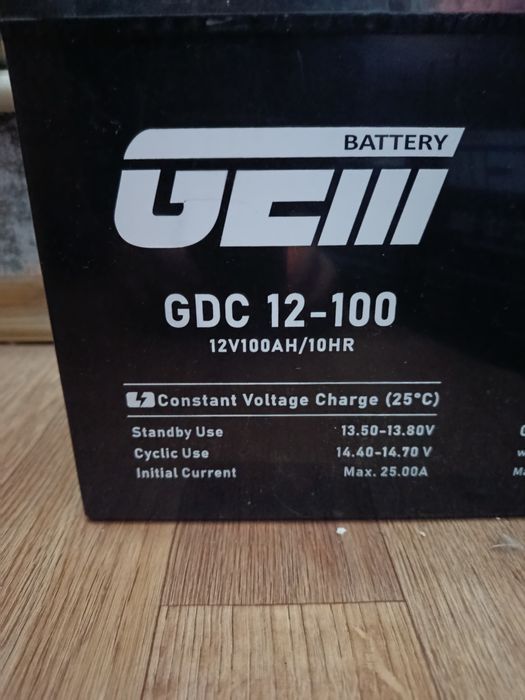 BATTERY
GEM
GDC 12-100
12V100AH/10HR
Constant Voltage Charge (25°C)
Standby Use 13.50-13.80V
Cyclic Use 14.40-14.70 V
Initial Current Max. 25.00A